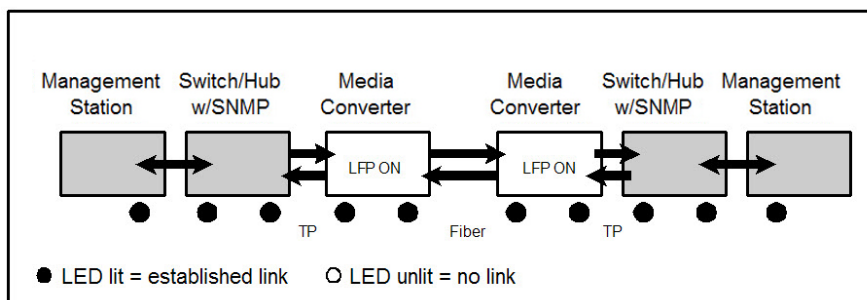 Management Station
Switch/Hub w/SNMP
Media Converter
Media Converter
Switch/Hub w/SNMP
Management Station
LFP ON
LFP ON
TP
Fiber
TP
LED lit = established link
LED unlit = no link